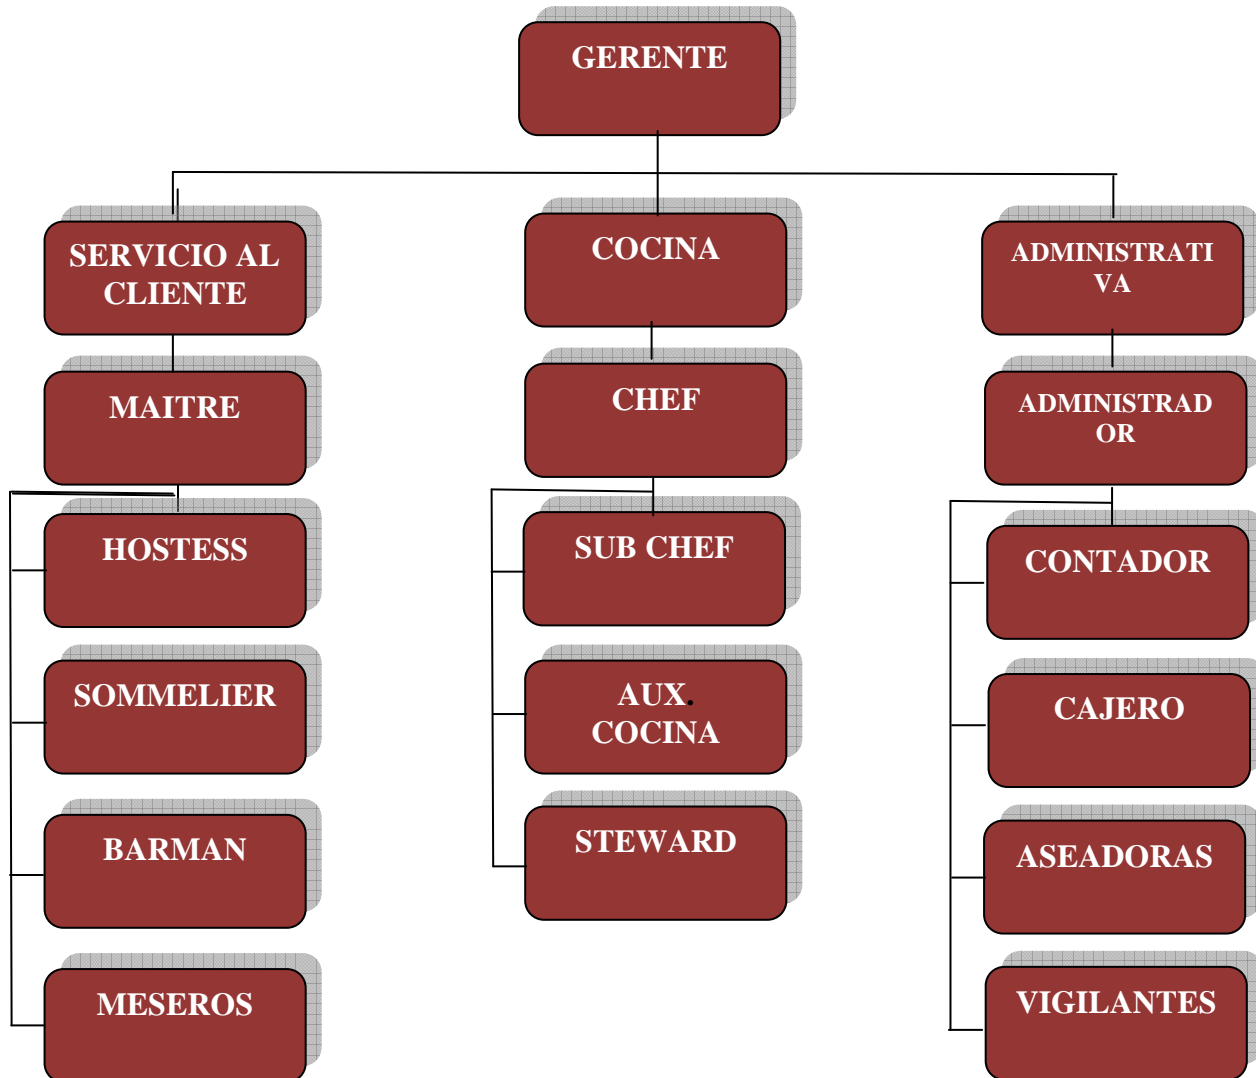 GERENTE
SERVICIO AL
CLIENTE
COCINA
ADMINISTRATI
VA
MAITRE
CHEF
ADMINISTRAD
OR
HOSTESS
SUB CHEF
CONTADOR
SOMMELIER
AUX.
COCINA
CAJERO
BARMAN
STEWARD
ASEADORAS
MESEROS
VIGILANTES